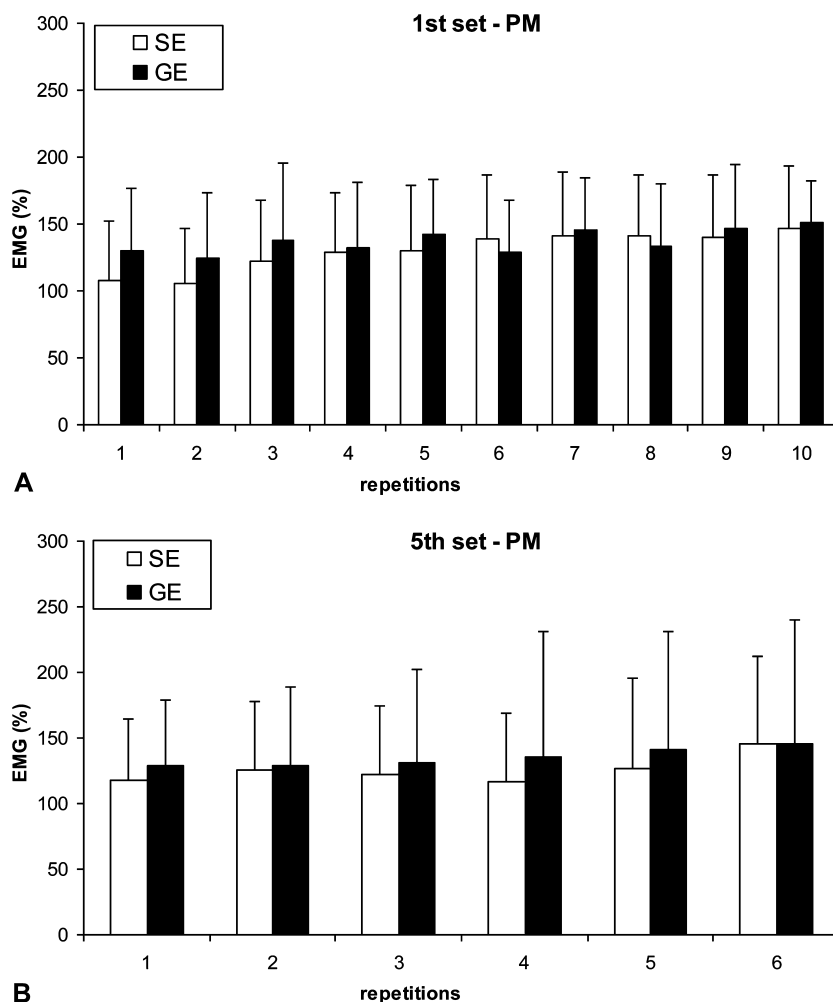 1st set - PM
SE
GE
300
250
200
150
100
50
0
EMG (%)
1 2 3 4 5 6 7 8 9 10
repetitions
A
5th set - PM
SE
GE
300
250
200
150
100
50
0
EMG (%)
1 2 3 4 5 6
repetitions
B